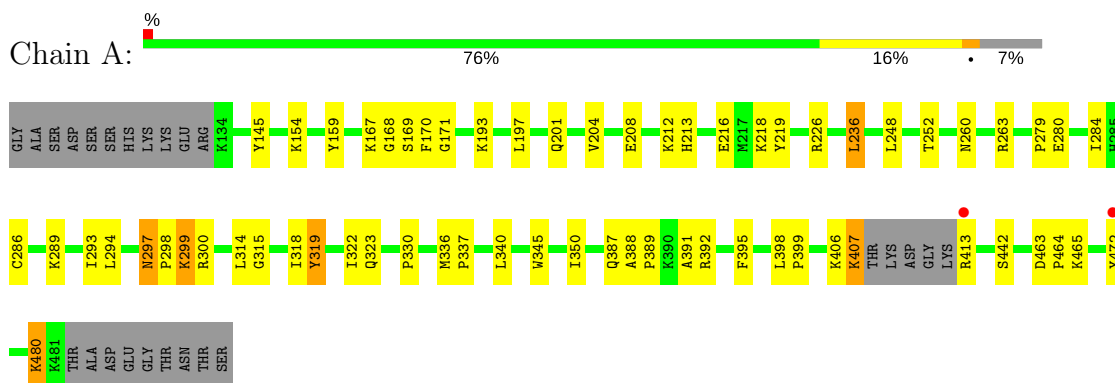 %
Chain A:
76% 16% • 7%
GLY ALA SER ASP SER SER HIS LYS LYS GLU ARG K134 Y145 K154 Y159 K167 G168 S169 F170 G171 K193 L197 Q201 V204 E208 K212 H213 E216 M217 K218 Y219 R226 L236 L248 T252 N260 R263 P279 E280 I284 H285
C286 K289 I293 L294 N297 P298 K299 R300 L314 G315 I318 Y319 I322 Q323 P330 M336 P337 L340 W345 I350 Q387 A388 P389 K390 A391 R392 F395 L398 P399 K406 K407 THR LYS ASP GLY LYS R413 S442 D463 P464 K465
K480 K481 THR ALA ASP GLU GLY THR ASN THR SER